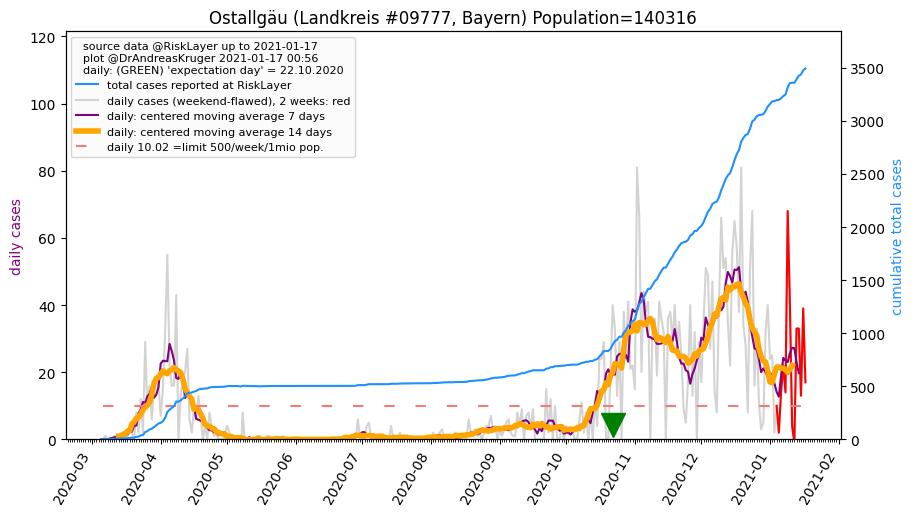 Ostallgäu (Landkreis #09777, Bayern) Population=140316
source data @RiskLayer up to 2021-01-17
plot @DrAndreasKruger 2021-01-17 00:56
daily: (GREEN) 'expectation day' = 22.10.2020
total cases reported at RiskLayer
daily cases (weekend-flawed), 2 weeks: red
daily: centered moving average 7 days
daily: centered moving average 14 days
daily 10.02 =limit 500/week/1mio pop.
daily cases
120
100
80
60
40
20
0
cumulative total cases
3500
3000
2500
2000
1500
1000
500
0
2020-03
2020-04
2020-05
2020-06
2020-07
2020-08
2020-09
2020-10
2020-11
2020-12
2021-01
2021-02